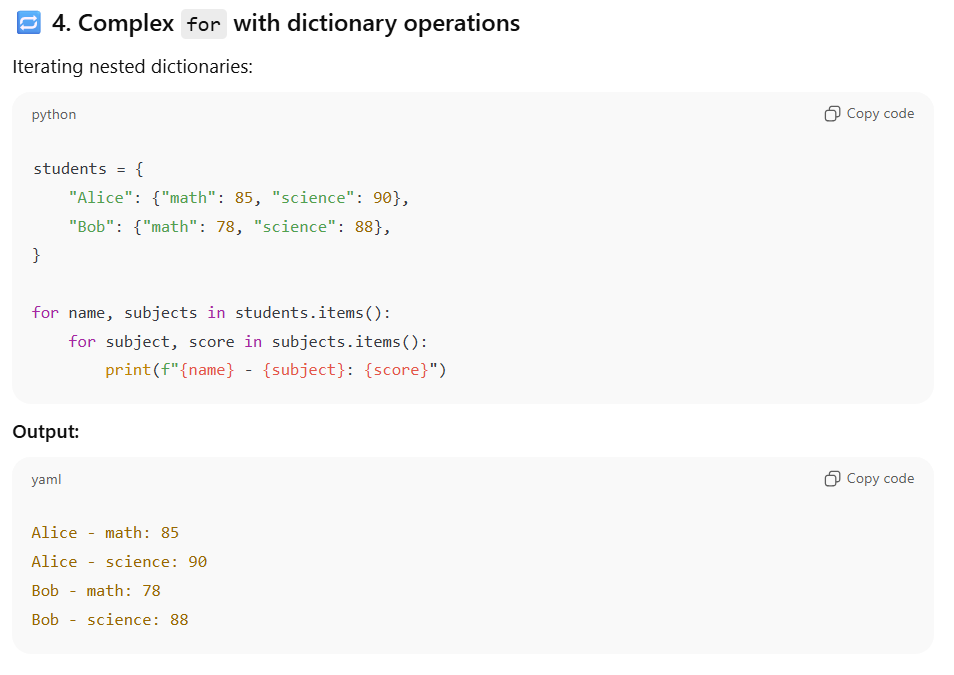 🔁 4. Complex for with dictionary operations
Iterating nested dictionaries:
python
Copy code
students = {
    "Alice": {"math": 85, "science": 90},
    "Bob": {"math": 78, "science": 88},
}
for name, subjects in students.items():
    for subject, score in subjects.items():
        print(f"{name} - {subject}: {score}")
Output:
yaml
Copy code
Alice - math: 85
Alice - science: 90
Bob - math: 78
Bob - science: 88